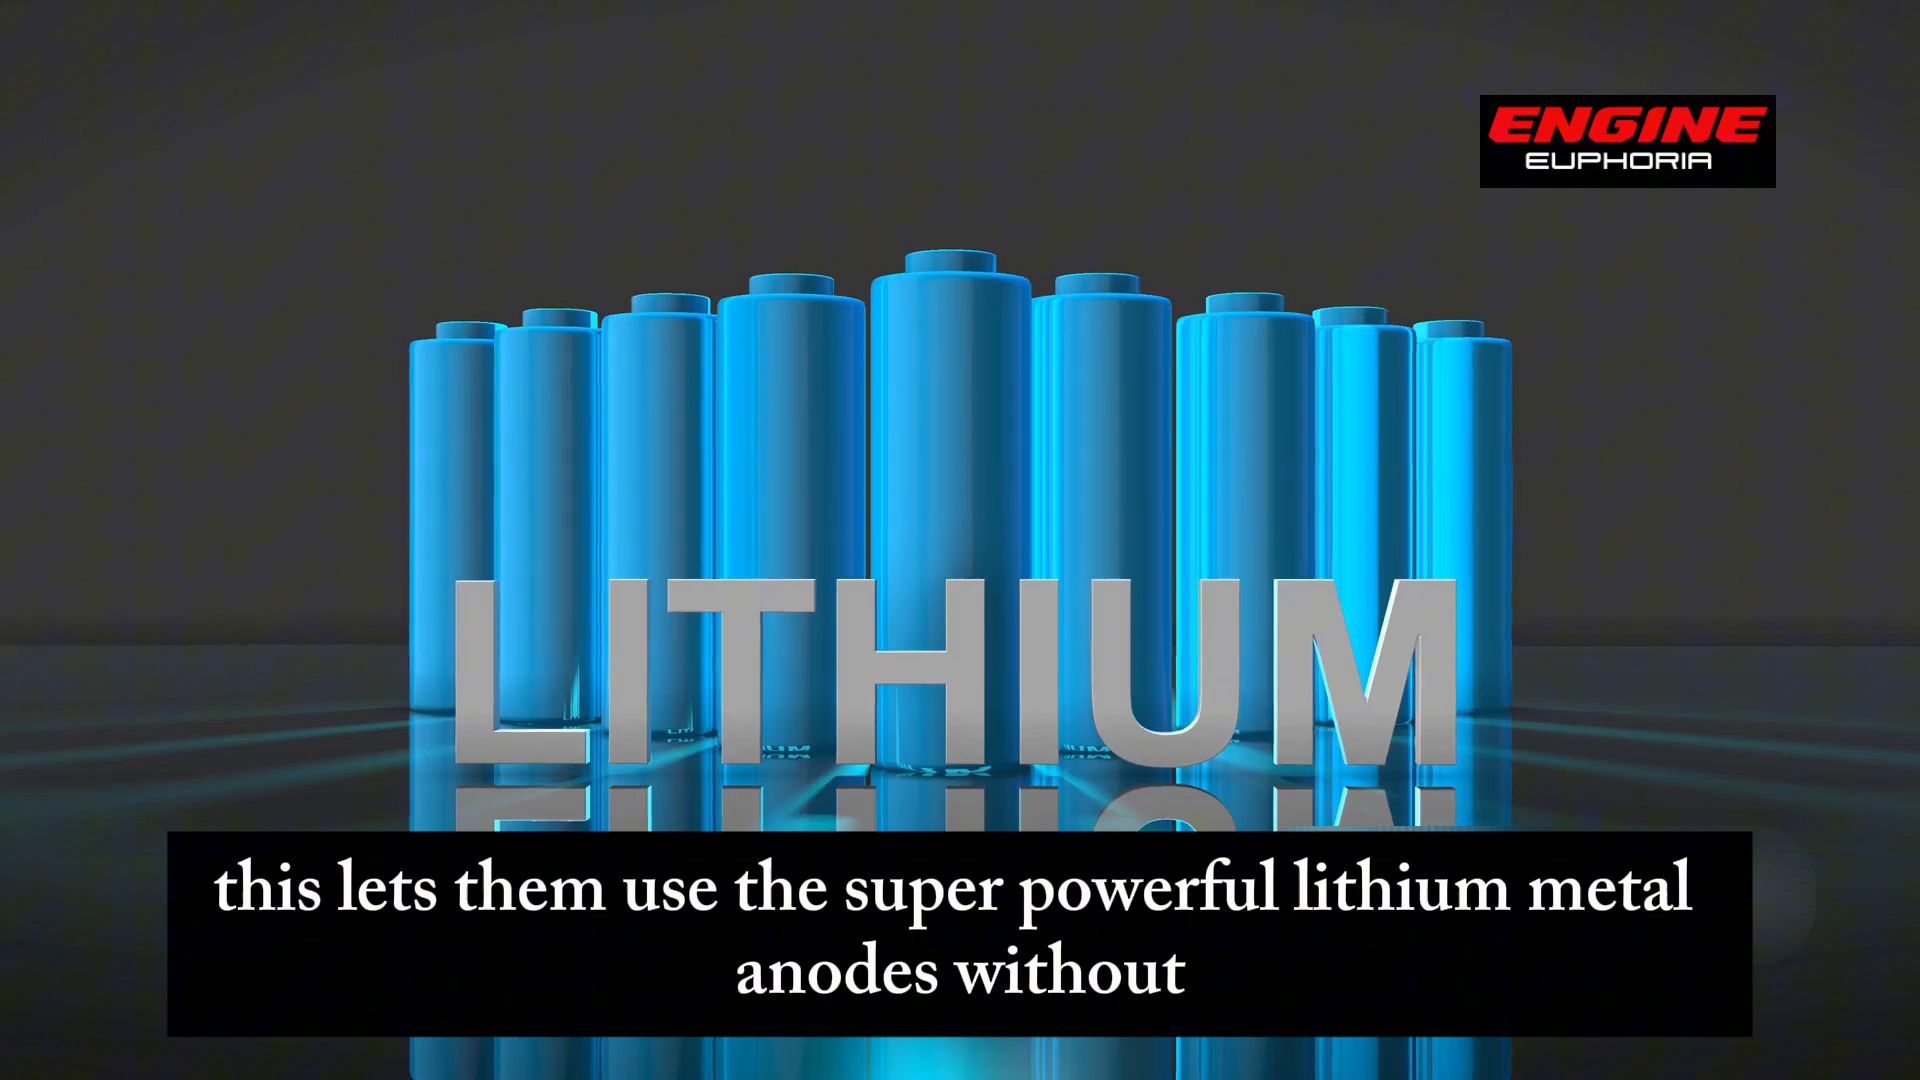 ENGINE
EUPHORIA
LITHIUM
this lets them use the super powerful lithium metal
anodes without